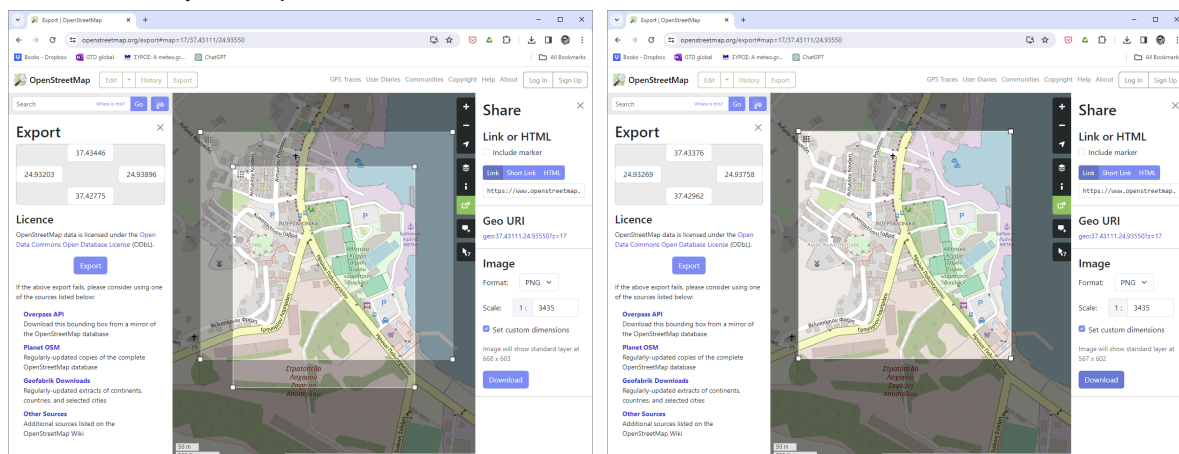 Export | OpenStreetMap
openstreetmap.org/export#map=17/37.43111/24.93550
Books - Dropbox GTD global ΣΥΡΟΣ: A meteo.gr... ChatGPT All Bookmarks
OpenStreetMap Edit History Export GPS Traces User Diaries Communities Copyright Help About Log In Sign Up
Search Where is this? Go
Export
37.43446
24.93203 24.93896
37.42775
Licence
OpenStreetMap data is licensed under the Open
Data Commons Open Database License (ODbL).
Export
If the above export fails, please consider using one
of the sources listed below:
Overpass API
Download this bounding box from a mirror of
the OpenStreetMap database
Planet OSM
Regularly-updated copies of the complete
OpenStreetMap database
Geofabrik Downloads
Regularly-updated extracts of continents,
countries, and selected cities
Other Sources
Additional sources listed on the
OpenStreetMap Wiki
P
P
P
Στρατόπεδο
Λοχαγού
Ζαφείρη
Αποστόλου
50 m
Share
Link or HTML
Include marker
Link Short Link HTML
https://www.openstreetmap.
Geo URI
geo:37.43111,24.93550?z=17
Image
Format: PNG
Scale: 1 : 3435
Set custom dimensions
Image will show standard layer at
668 x 603
Download
Export | OpenStreetMap
openstreetmap.org/export#map=17/37.43111/24.93550
Books - Dropbox GTD global ΣΥΡΟΣ: A meteo.gr... ChatGPT All Bookmarks
OpenStreetMap Edit History Export GPS Traces User Diaries Communities Copyright Help About Log In Sign Up
Search Where is this? Go
Export
37.43376
24.93269 24.93758
37.42962
Licence
OpenStreetMap data is licensed under the Open
Data Commons Open Database License (ODbL).
Export
If the above export fails, please consider using one
of the sources listed below:
Overpass API
Download this bounding box from a mirror of
the OpenStreetMap database
Planet OSM
Regularly-updated copies of the complete
OpenStreetMap database
Geofabrik Downloads
Regularly-updated extracts of continents,
countries, and selected cities
Other Sources
Additional sources listed on the
OpenStreetMap Wiki
P
P
P
Στρατόπεδο
Λοχαγού
Ζαφείρη
Αποστόλου
50 m
Share
Link or HTML
Include marker
Link Short Link HTML
https://www.openstreetmap.
Geo URI
geo:37.43111,24.93550?z=17
Image
Format: PNG
Scale: 1 : 3435
Set custom dimensions
Image will show standard layer at
567 x 602
Download